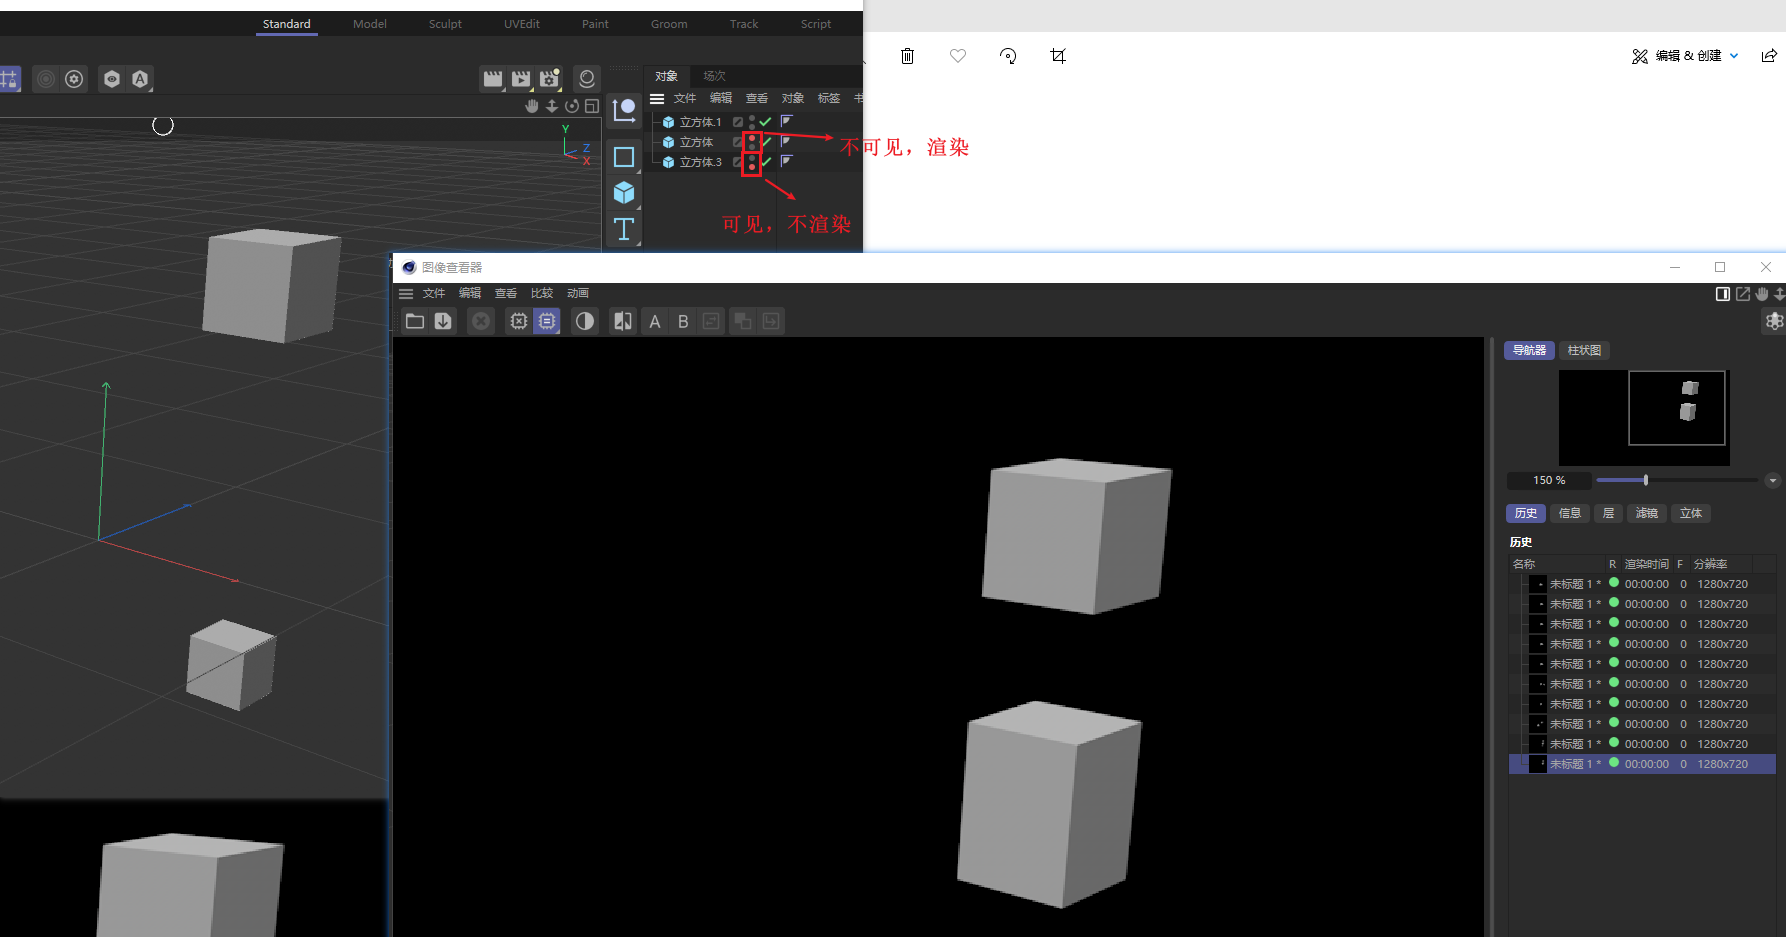 Standard Model Sculpt UVEdit Paint Groom Track Script
编辑 & 创建
对象 场次
文件 编辑 查看 对象 标签
立方体.1
立方体
立方体.3
不可见，渲染
可见，不渲染
Y
Z
X
图像查看器
文件 编辑 查看 比较 动画
A B
导航器 柱状图
150 %
历史 信息 层 滤镜 立体
历史
名称 R 渲染时间 F 分辨率
未标题 1 * 00:00:00 0 1280x720
未标题 1 * 00:00:00 0 1280x720
未标题 1 * 00:00:00 0 1280x720
未标题 1 * 00:00:00 0 1280x720
未标题 1 * 00:00:00 0 1280x720
未标题 1 * 00:00:00 0 1280x720
未标题 1 * 00:00:00 0 1280x720
未标题 1 * 00:00:00 0 1280x720
未标题 1 * 00:00:00 0 1280x720
未标题 1 * 00:00:00 0 1280x720